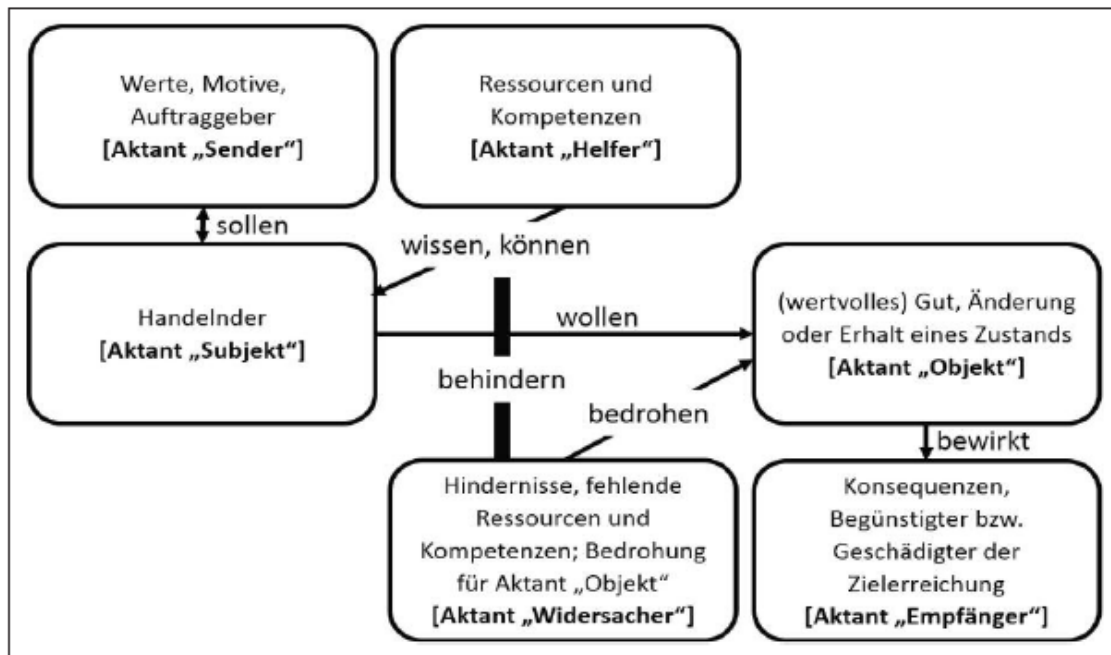 Werte, Motive,
Auftraggeber
[Aktant „Sender“]
Ressourcen und
Kompetenzen
[Aktant „Helfer“]
sollen
wissen, können
Handelnder
[Aktant „Subjekt“]
wollen
(wertvolles) Gut, Änderung
oder Erhalt eines Zustands
[Aktant „Objekt“]
behindern
bedrohen
bewirkt
Hindernisse, fehlende
Ressourcen und
Kompetenzen; Bedrohung
für Aktant „Objekt“
[Aktant „Widersacher“]
Konsequenzen,
Begünstigter bzw.
Geschädigter der
Zielerreichung
[Aktant „Empfänger“]